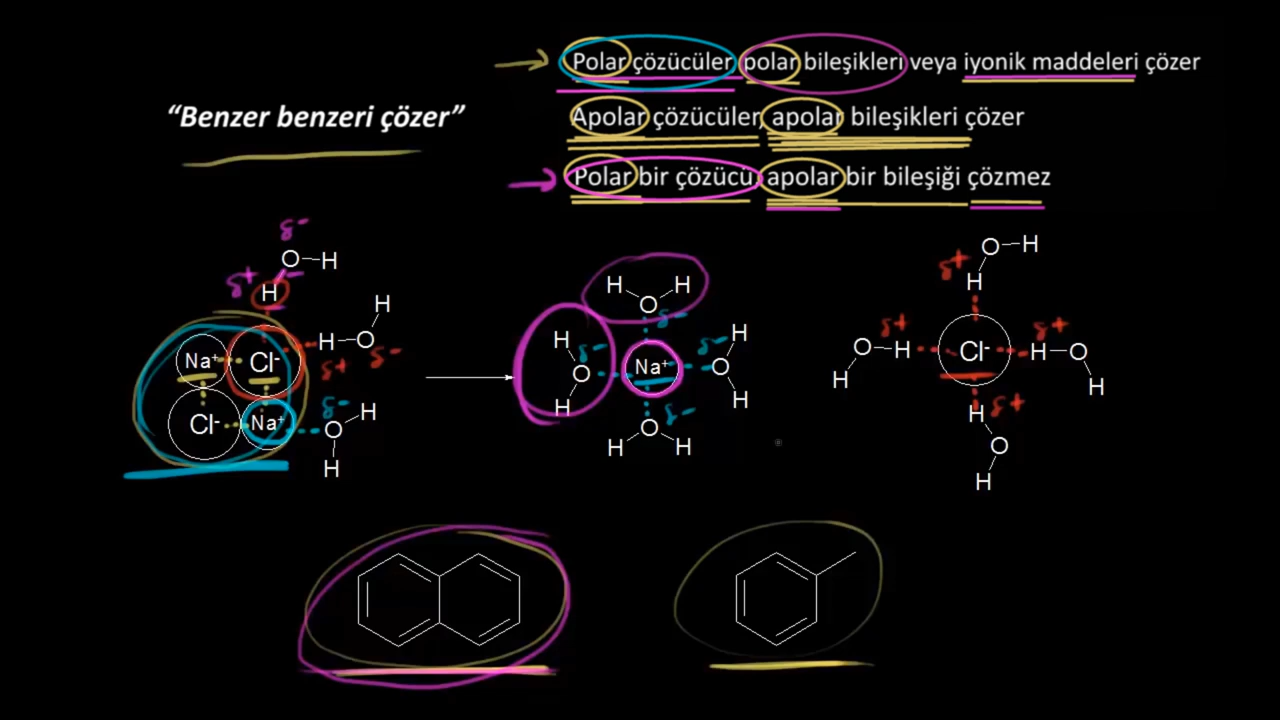 Polar çözücüler polar bileşikleri veya iyonik maddeleri çözer
"Benzer benzeri çözer"
Apolar çözücüler, apolar bileşikleri çözer
Polar bir çözücü, apolar bir bileşiği çözmez
δ-
O-H
δ+ -
H
H
H-O
Na+ Cl-
δ+ δ-
Cl- Na+
δ-
O H
H
H H
O
δ-
H δ- δ- H
O Na+ O
H H
δ-
O
H H
O-H
δ+
H
δ+ δ+
O-H Cl- H-O
H H
H δ+
O
H